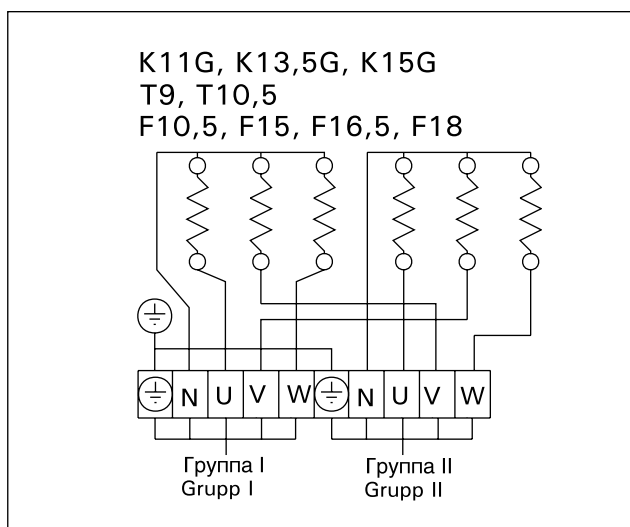 K11G, K13,5G, K15G
T9, T10,5
F10,5, F15, F16,5, F18
N U V W N U V W
Группа I Группа II
Grupp I Grupp II